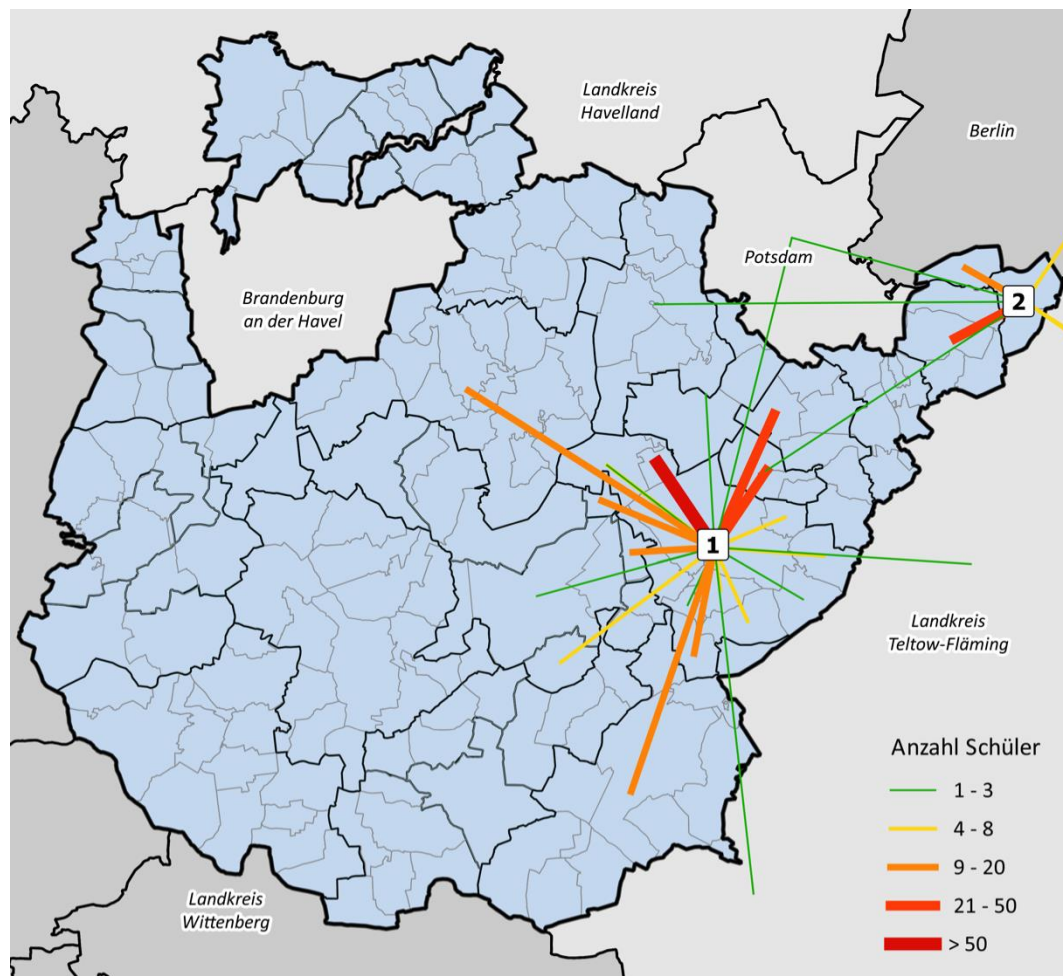 Landkreis
Havelland
Berlin
Potsdam
Brandenburg
an der Havel
2
1
Landkreis
Teltow-Fläming
Landkreis
Wittenberg
Anzahl Schüler
1 - 3
4 - 8
9 - 20
21 - 50
> 50